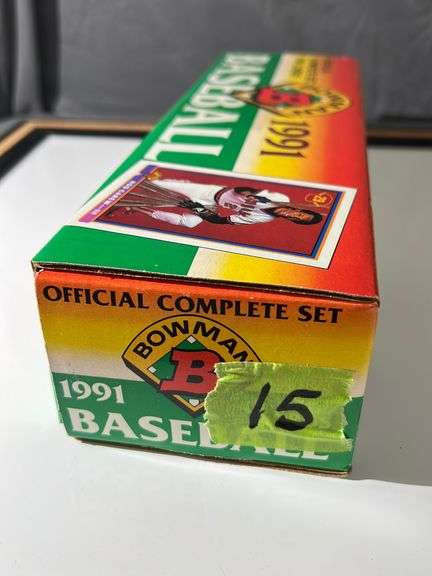 BASEBALL
1991
B
OFFICIAL COMPLETE SET
BOWMAN
B
1991
BASEBALL
15